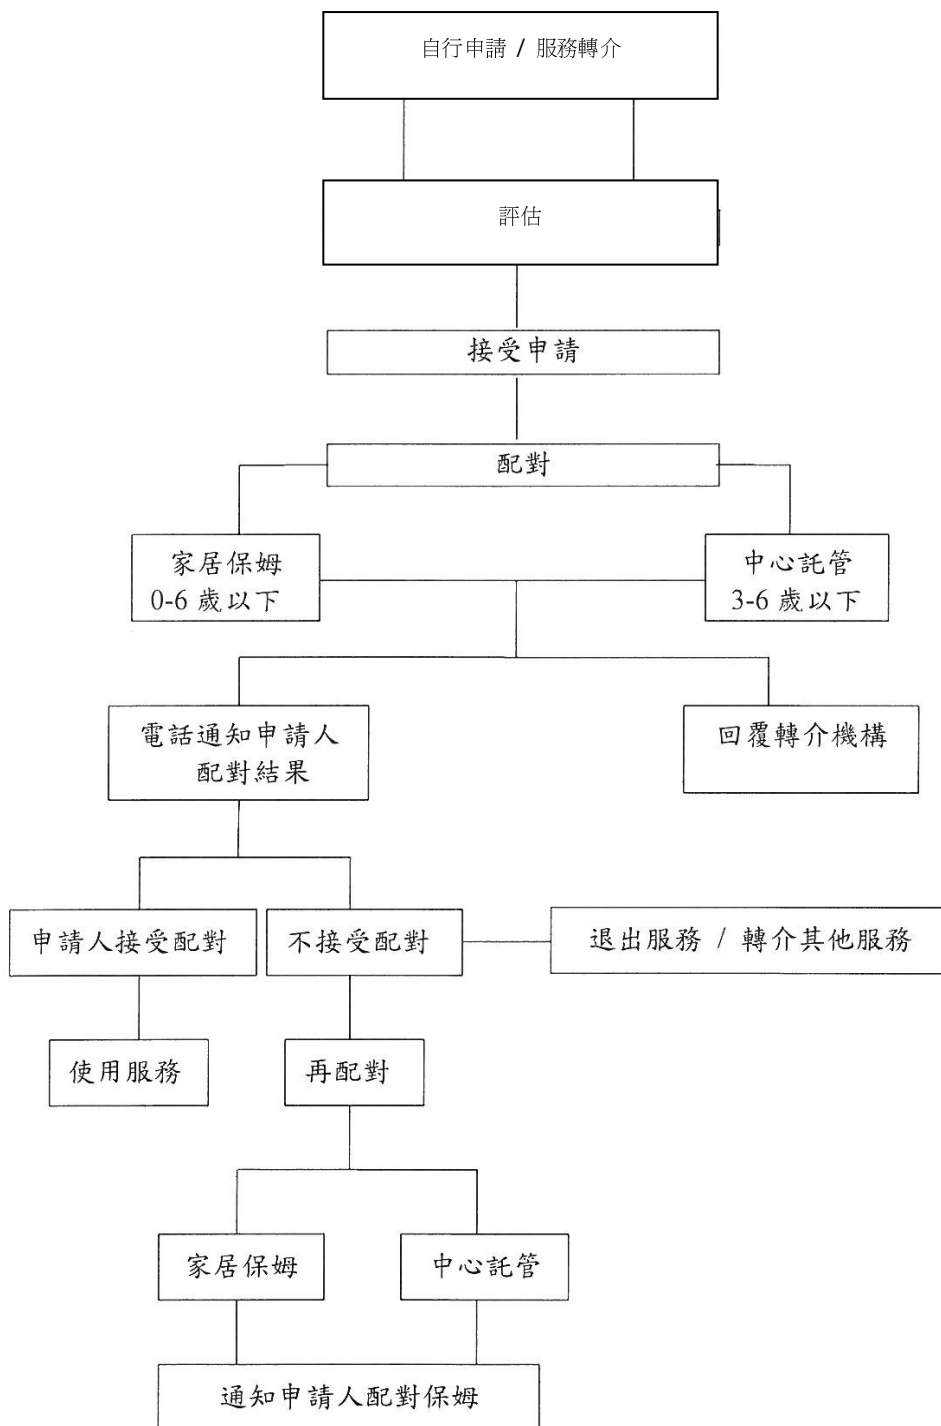 自行申請 / 服務轉介
評估
接受申請
配對
家居保姆
0-6 歲以下
中心託管
3-6 歲以下
電話通知申請人
配對結果
回覆轉介機構
申請人接受配對
不接受配對
退出服務 / 轉介其他服務
使用服務
再配對
家居保姆
中心託管
通知申請人配對保姆